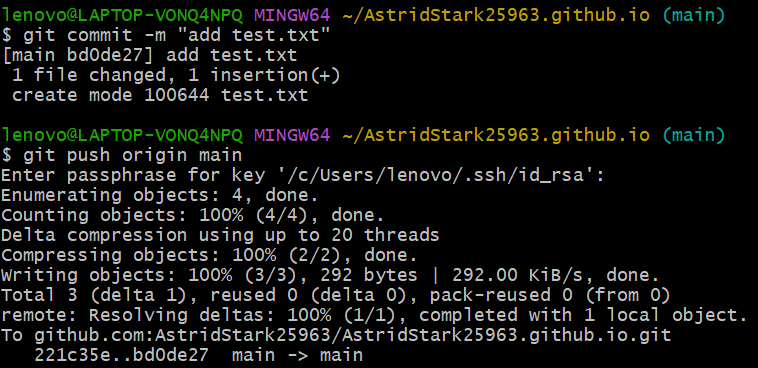 lenovo@LAPTOP-VONQ4NPQ MINGW64 ~/AstridStark25963.github.io (main)
$ git commit -m "add test.txt"
[main bd0de27] add test.txt
 1 file changed, 1 insertion(+)
 create mode 100644 test.txt

lenovo@LAPTOP-VONQ4NPQ MINGW64 ~/AstridStark25963.github.io (main)
$ git push origin main
Enter passphrase for key '/c/Users/lenovo/.ssh/id_rsa':
Enumerating objects: 4, done.
Counting objects: 100% (4/4), done.
Delta compression using up to 20 threads
Compressing objects: 100% (2/2), done.
Writing objects: 100% (3/3), 292 bytes | 292.00 KiB/s, done.
Total 3 (delta 1), reused 0 (delta 0), pack-reused 0 (from 0)
remote: Resolving deltas: 100% (1/1), completed with 1 local object.
To github.com:AstridStark25963/AstridStark25963.github.io.git
   221c35e..bd0de27  main -> main